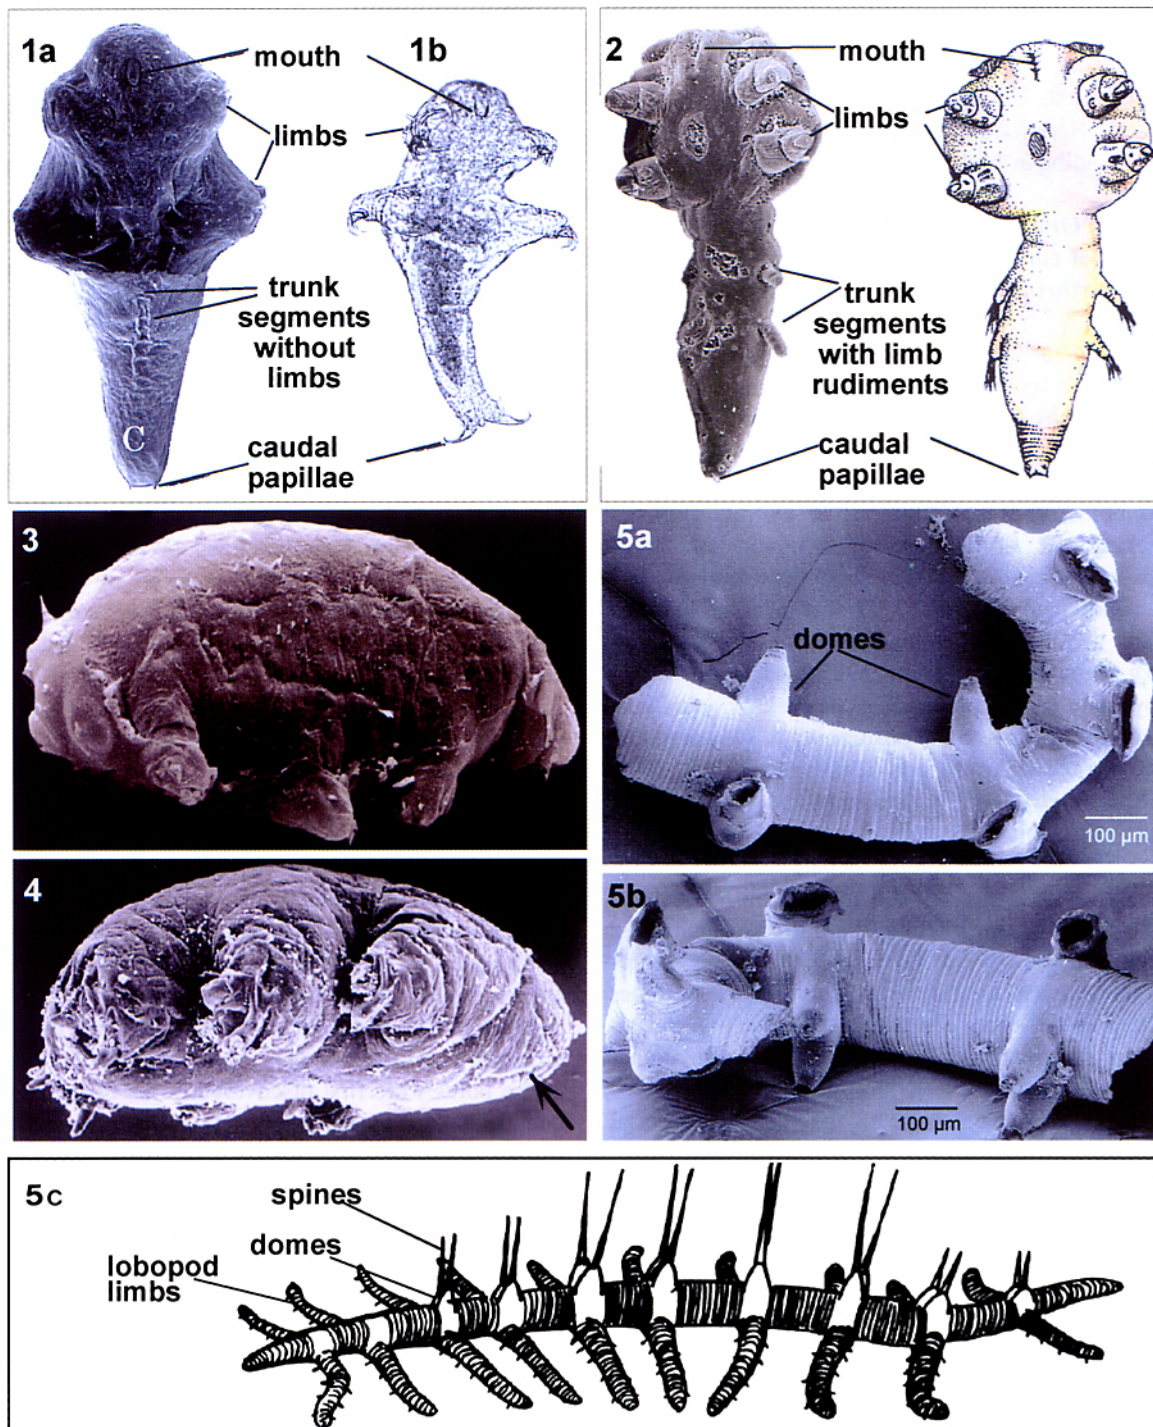 1a
mouth
1b
limbs
trunk
segments
without
limbs
C
caudal
papillae
2
mouth
limbs
trunk
segments
with limb
rudiments
caudal
papillae
3
4
5a
domes
100 µm
5b
100 µm
5c
spines
domes
lobopod
limbs